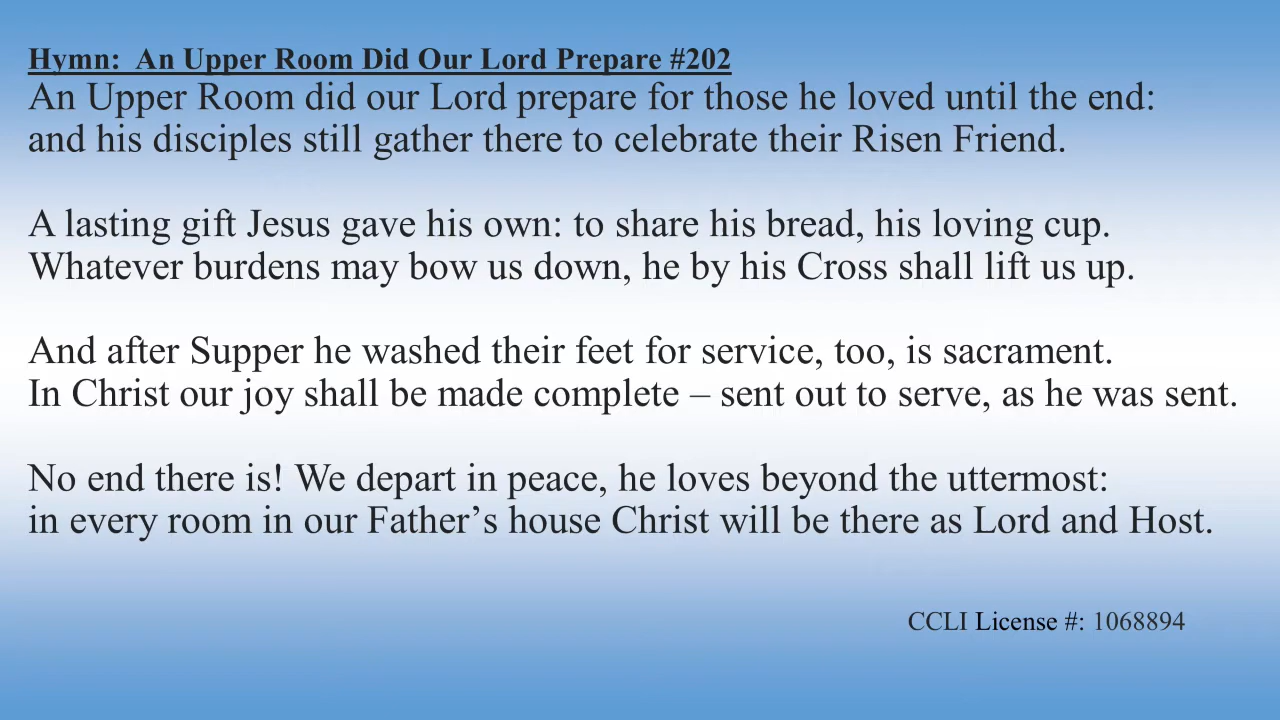 Hymn:  An Upper Room Did Our Lord Prepare #202
An Upper Room did our Lord prepare for those he loved until the end:
and his disciples still gather there to celebrate their Risen Friend.
A lasting gift Jesus gave his own: to share his bread, his loving cup.
Whatever burdens may bow us down, he by his Cross shall lift us up.
And after Supper he washed their feet for service, too, is sacrament.
In Christ our joy shall be made complete – sent out to serve, as he was sent.
No end there is! We depart in peace, he loves beyond the uttermost:
in every room in our Father’s house Christ will be there as Lord and Host.
CCLI License #: 1068894